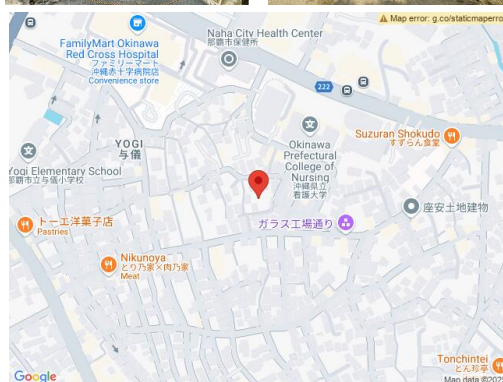 Map error: g.co/staticmaperro
Naha City Health Center
那覇市保健所
FamilyMart Okinawa
Red Cross Hospital
ファミリーマート
沖縄赤十字病院店
Convenience store
222
Suzuran Shokudo
すずらん食堂
YOGI
与儀
Okinawa
Prefectural
College of
Nursing
沖縄県立
看護大学
Yogi Elementary School
那覇市立与儀小学校
座安土地建物
トーエ洋菓子店
Pastries
ガラス工場通り
Nikunoya
とり乃家×肉乃家
Meat
Tonchintei
とん珍亭
Google
Map data ©202